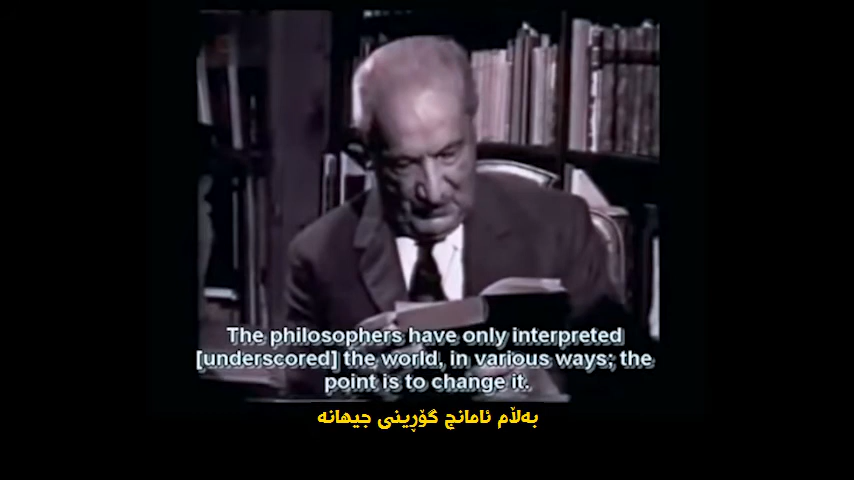 The philosophers have only interpreted
[underscored] the world, in various ways; the
point is to change it.
بەڵام ئامانج گۆڕینی جیهانە